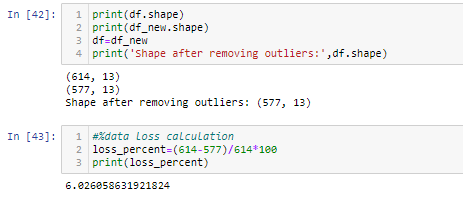 In [42]:
1 print(df.shape)
2 print(df_new.shape)
3 df=df_new
4 print('Shape after removing outliers:',df.shape)
(614, 13)
(577, 13)
Shape after removing outliers: (577, 13)
In [43]:
1 #%data loss calculation
2 loss_percent=(614-577)/614*100
3 print(loss_percent)
6.026058631921824